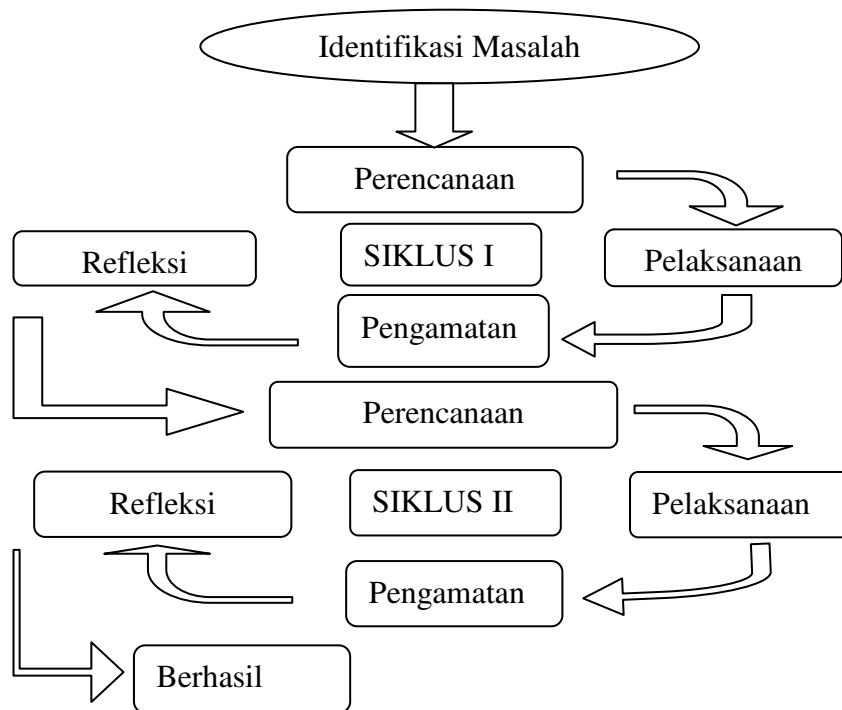 Identifikasi Masalah
Perencanaan
Refleksi
SIKLUS I
Pelaksanaan
Pengamatan
Perencanaan
Refleksi
SIKLUS II
Pelaksanaan
Pengamatan
Berhasil